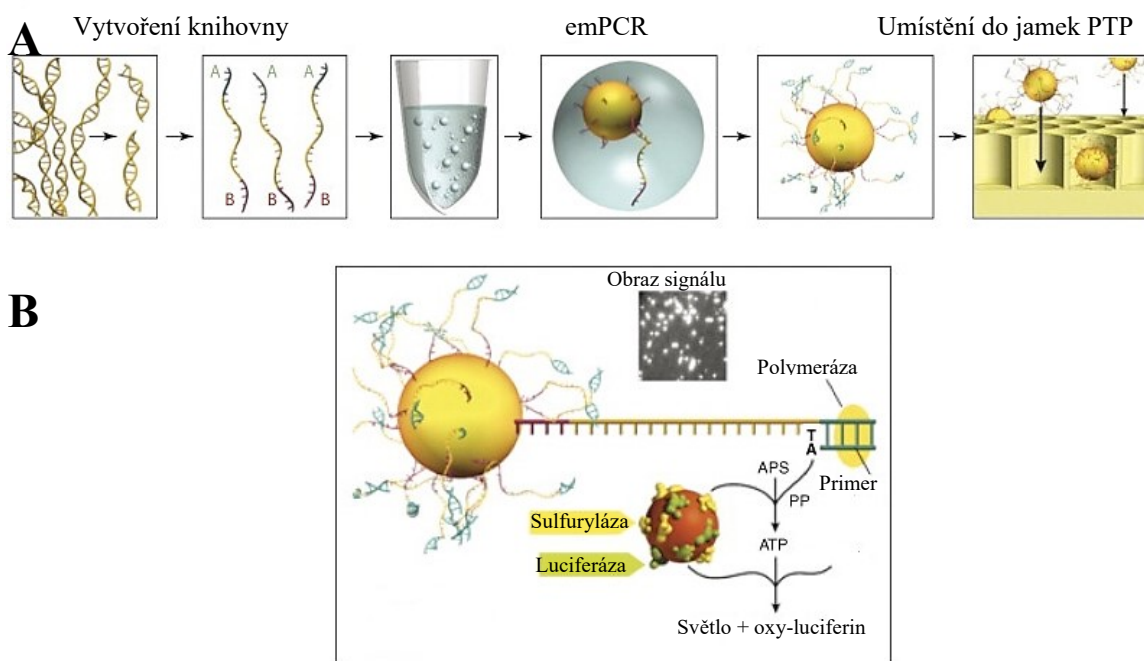 A
Vytvoření knihovny
emPCR
Umístění do jamek PTP
A A A
B B B
B
Obraz signálu
Polymeráza
T
A
Primer
APS
PP
Sulfuryláza
ATP
Luciferáza
Světlo + oxy-luciferin